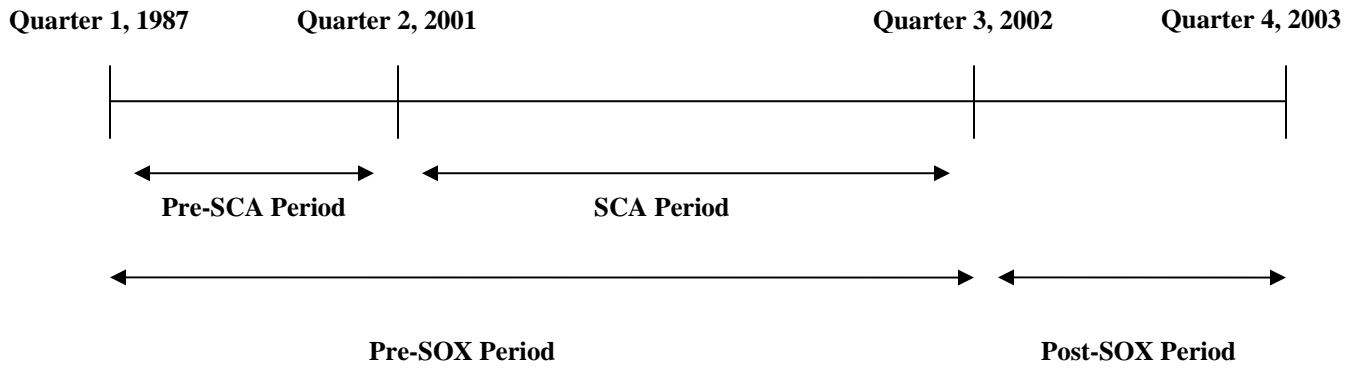 Quarter 1, 1987 Quarter 2, 2001 Quarter 3, 2002 Quarter 4, 2003
Pre-SCA Period SCA Period
Pre-SOX Period Post-SOX Period